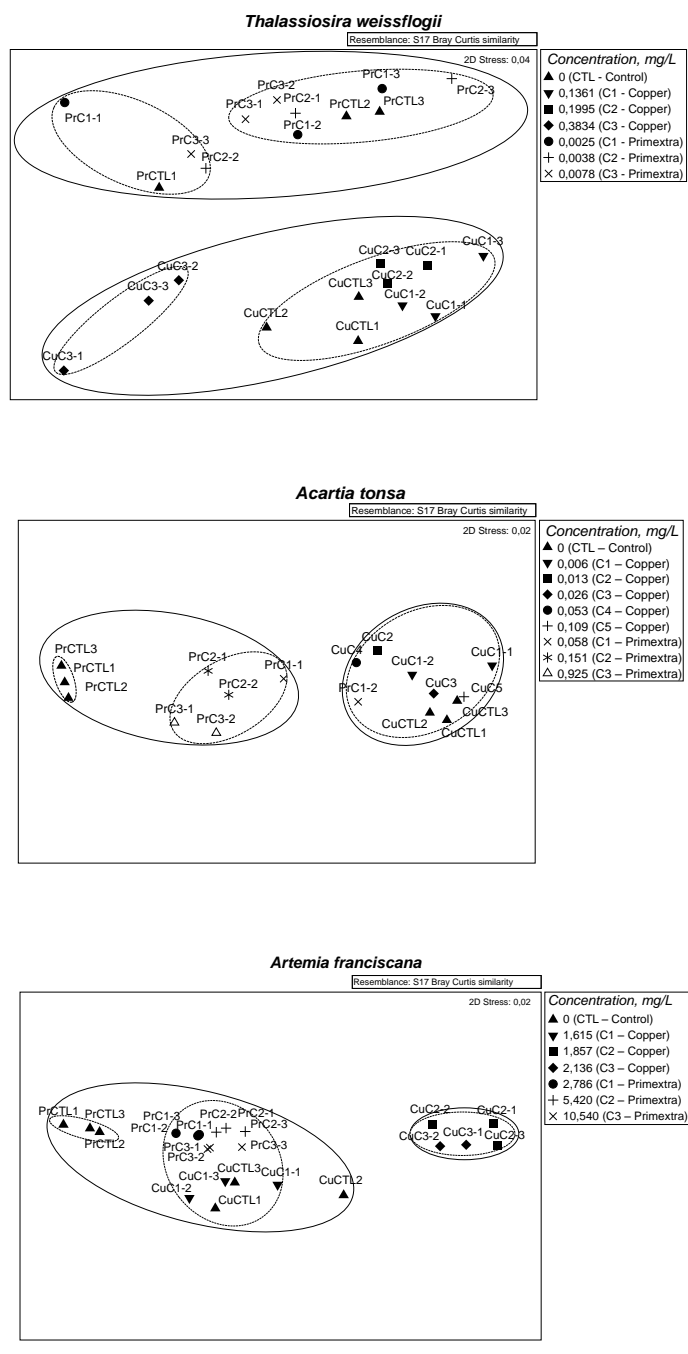 Thalassiosira weissflogii
Resemblance: S17 Bray Curtis similarity
2D Stress: 0,04
PrC1-1
PrC3-2
PrC1-3
PrC2-3
PrC3-1
PrC2-1
PrCTL2
PrCTL3
PrC1-2
PrC3-3
PrC2-2
PrCTL1
CuC1-3
CuC2-3
CuC2-1
CuC3-2
CuC2-2
CuC3-3
CuCTL3
CuC1-2
CuC1-1
CuCTL2
CuCTL1
CuC3-1
Concentration, mg/L
0 (CTL - Control)
0,1361 (C1 - Copper)
0,1995 (C2 - Copper)
0,3834 (C3 - Copper)
0,0025 (C1 - Primextra)
0,0038 (C2 - Primextra)
0,0078 (C3 - Primextra)
Acartia tonsa
Resemblance: S17 Bray Curtis similarity
2D Stress: 0,02
PrCTL3
PrCTL1
PrCTL2
PrC2-1
PrC1-1
PrC2-2
PrC3-1
PrC3-2
CuC2
CuC4
CuC1-1
CuC1-2
CuC3
CuC5
PrC1-2
CuCTL2
CuCTL3
CuCTL1
Concentration, mg/L
0 (CTL – Control)
0,006 (C1 – Copper)
0,013 (C2 – Copper)
0,026 (C3 – Copper)
0,053 (C4 – Copper)
0,109 (C5 – Copper)
0,058 (C1 – Primextra)
0,151 (C2 – Primextra)
0,925 (C3 – Primextra)
Artemia franciscana
Resemblance: S17 Bray Curtis similarity
2D Stress: 0,02
PrCTL1
PrCTL3
PrCTL2
PrC1-3
PrC2-2
PrC2-1
PrC1-2
PrC1-1
PrC2-3
PrC3-1
PrC3-3
PrC3-2
CuCTL3
CuC1-3
CuC1-1
CuC1-2
CuCTL1
CuCTL2
CuC2-2
CuC2-1
CuC3-2
CuC3-1
CuC2-3
Concentration, mg/L
0 (CTL – Control)
1,615 (C1 – Copper)
1,857 (C2 – Copper)
2,136 (C3 – Copper)
2,786 (C1 – Primextra)
5,420 (C2 – Primextra)
10,540 (C3 – Primextra)